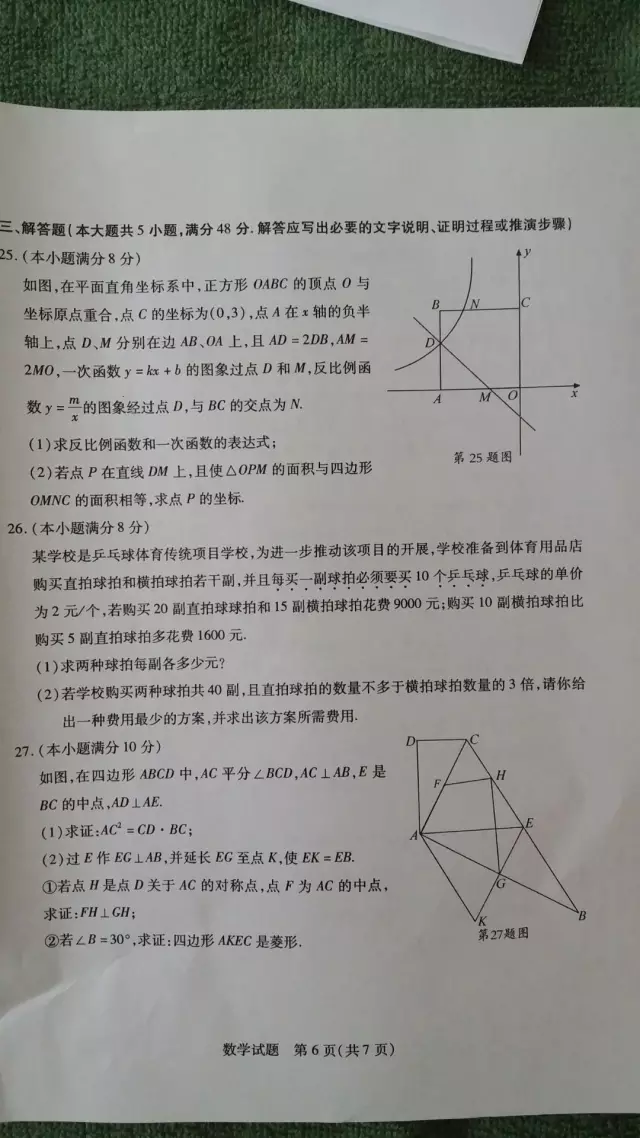 三、解答题(本大题共5小题,满分48分.解答应写出必要的文字说明、证明过程或推演步骤)
25.(本小题满分8分)
如图,在平面直角坐标系中,正方形OABC的顶点O与
坐标原点重合,点C的坐标为(0,3),点A在x轴的负半
轴上,点D、M分别在边AB、OA上,且AD=2DB,AM=
2MO,一次函数y=kx+b的图象过点D和M,反比例函
数y=m/x的图象经过点D,与BC的交点为N.
(1)求反比例函数和一次函数的表达式;
(2)若点P在直线DM上,且使△OPM的面积与四边形
OMNC的面积相等,求点P的坐标.
y
B
N
C
D
A
M
O
x
第25题图
26.(本小题满分8分)
某学校是乒乓球体育传统项目学校,为进一步推动该项目的开展,学校准备到体育用品店
购买直拍球拍和横拍球拍若干副,并且每买一副球拍必须要买10个乒乓球,乒乓球的单价
为2元/个,若购买20副直拍球球拍和15副横拍球拍花费9000元;购买10副横拍球拍比
购买5副直拍球拍多花费1600元.
(1)求两种球拍每副各多少元?
(2)若学校购买两种球拍共40副,且直拍球拍的数量不多于横拍球拍数量的3倍,请你给
出一种费用最少的方案,并求出该方案所需费用.
27.(本小题满分10分)
如图,在四边形ABCD中,AC平分∠BCD,AC⊥AB,E是
BC的中点,AD⊥AE.
(1)求证:AC²=CD·BC;
(2)过E作EG⊥AB,并延长EG至点K,使EK=EB.
①若点H是点D关于AC的对称点,点F为AC的中点,
求证:FH⊥GH;
②若∠B=30°,求证:四边形AKEC是菱形.
D
C
F
H
A
E
G
K
B
第27题图
数学试题 第6页(共7页)